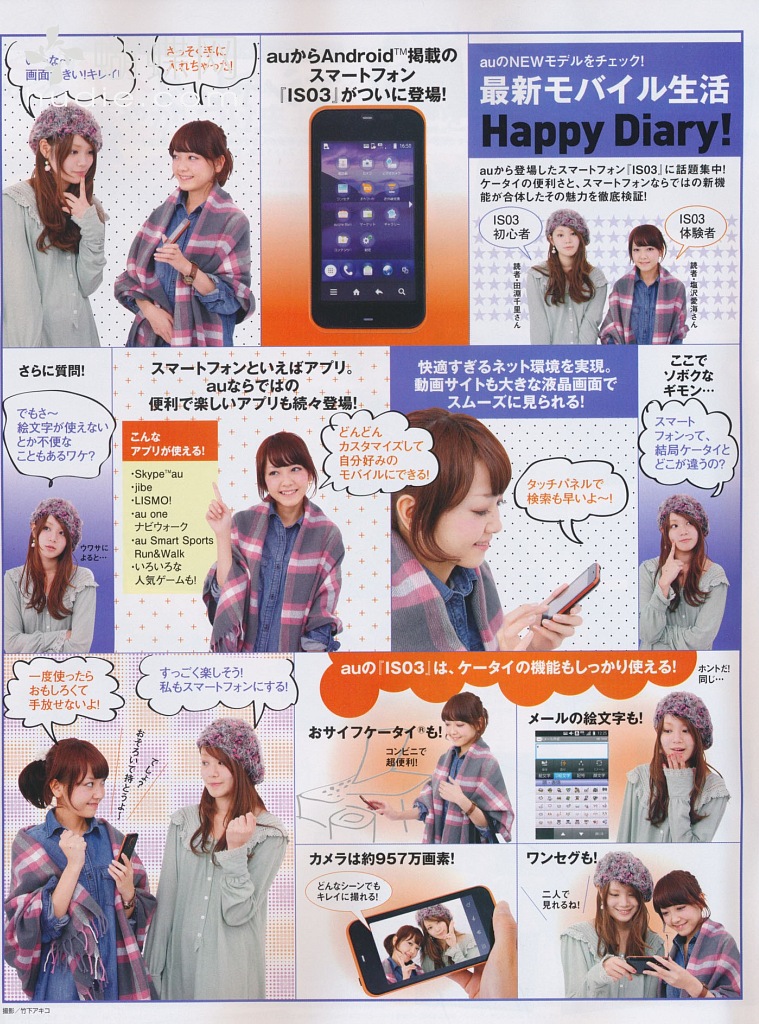 auのNEWモデルをチェック!
最新モバイル生活
Happy Diary!
auから登場したスマートフォン『IS03』に話題集中!
ケータイの便利さと、スマートフォンならではの新機
能が合体したその魅力を徹底検証!
IS03
初心者
IS03
体験者
読者・田淵千里さん
読者・塩沢愛海さん
auからAndroid™搭載の
スマートフォン
『IS03』がついに登場!
16:50
さっそく手に
入れちゃった!
画面大きい!キレイ!
ここで
ソボクな
ギモン…
スマート
フォンって、
結局ケータイと
どこが違うの?
快適すぎるネット環境を実現。
動画サイトも大きな液晶画面で
スムーズに見られる!
タッチパネルで
検索も早いよ〜!
スマートフォンといえばアプリ。
auならではの
便利で楽しいアプリも続々登場!
どんどん
カスタマイズして
自分好みの
モバイルにできる!
こんな
アプリが使える!
・Skype™au
・jibe
・LISMO!
・au one
ナビウォーク
・au Smart Sports
Run&Walk
・いろいろな
人気ゲームも!
さらに質問!
でもさ〜
絵文字が使えない
とか不便な
こともあるワケ?
ウワサに
よると…
auの『IS03』は、ケータイの機能もしっかり使える!
ホントだ!
同じ…
メールの絵文字も!
おサイフケータイ®も!
コンビニで
超便利!
ワンセグも!
二人で
見れるね!
カメラは約957万画素!
どんなシーンでも
キレイに撮れる!
すっごく楽しそう!
私もスマートフォンにする!
一度使ったら
おもしろくて
手放せないよ!
でしょ?
おそろいで持とうよ!
撮影/竹下アキコ